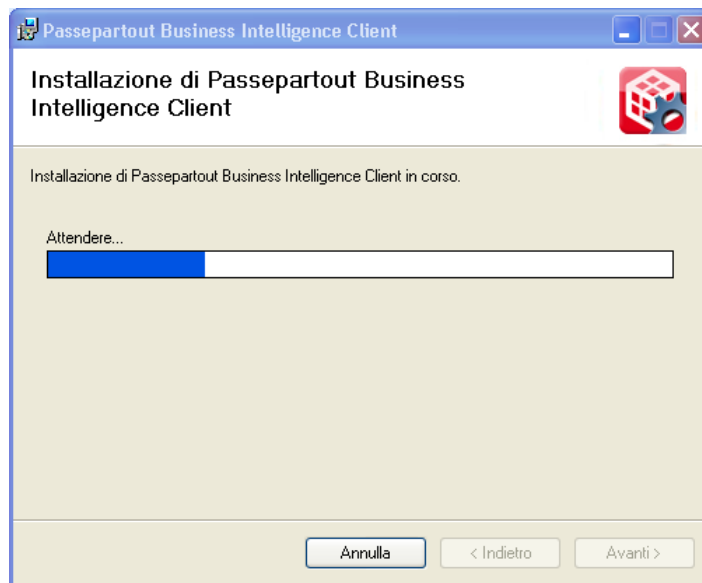 Passepartout Business Intelligence Client
Installazione di Passepartout Business
Intelligence Client
Installazione di Passepartout Business Intelligence Client in corso.
Attendere...
Annulla
< Indietro
Avanti >